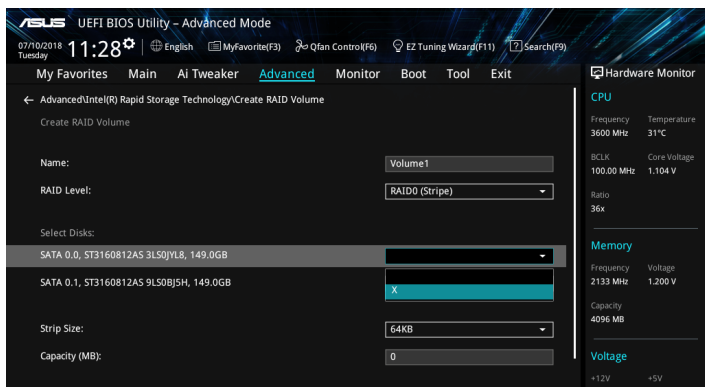 ASUS UEFI BIOS Utility – Advanced Mode
07/10/2018
Tuesday
11:28
English
MyFavorite(F3)
Qfan Control(F6)
EZ Tuning Wizard(F11)
? Search(F9)
My Favorites Main Ai Tweaker Advanced Monitor Boot Tool Exit
Hardware Monitor
← Advanced\Intel(R) Rapid Storage Technology\Create RAID Volume
Create RAID Volume
Name: Volume1
RAID Level: RAID0 (Stripe)
Select Disks:
SATA 0.0, ST3160812AS 3LS0JYL8, 149.0GB
SATA 0.1, ST3160812AS 9LS0BJ5H, 149.0GB
X
Strip Size: 64KB
Capacity (MB): 0
CPU
Frequency Temperature
3600 MHz 31°C
BCLK Core Voltage
100.00 MHz 1.104 V
Ratio
36x
Memory
Frequency Voltage
2133 MHz 1.200 V
Capacity
4096 MB
Voltage
+12V +5V